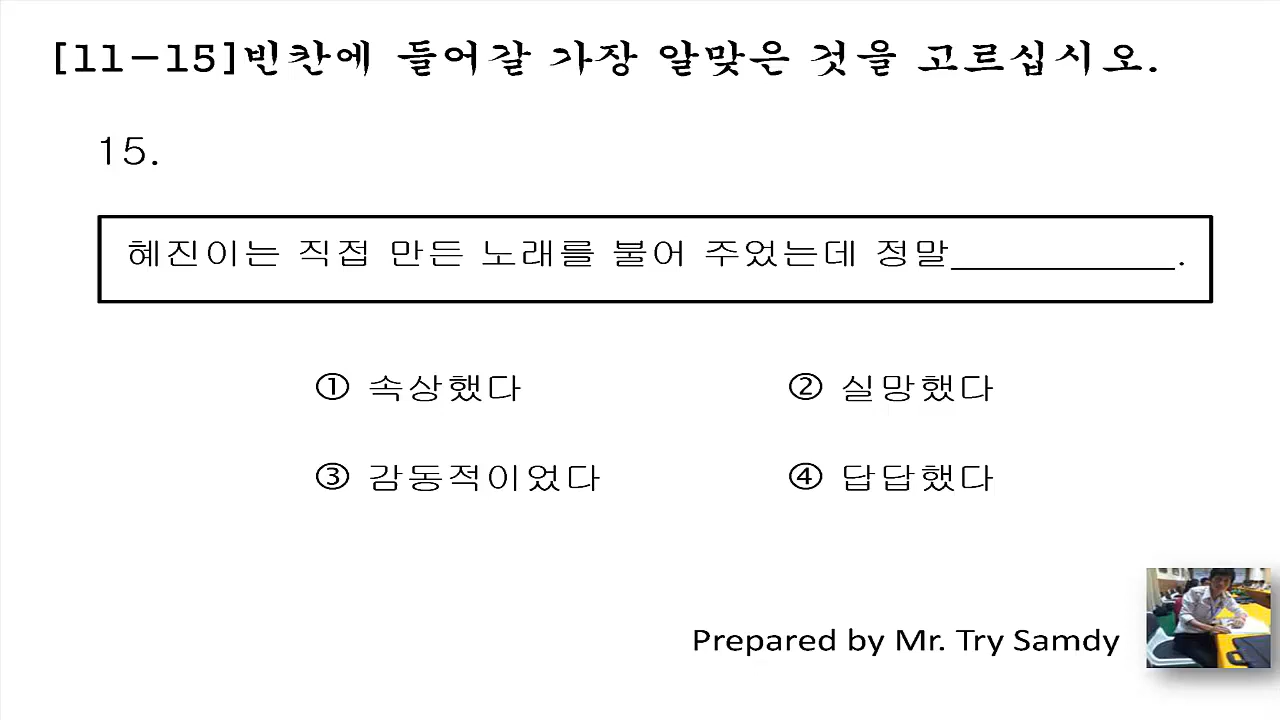 [11-15]빈칸에 들어갈 가장 알맞은 것을 고르십시오.
15.
혜진이는 직접 만든 노래를 불어 주었는데 정말____________.
① 속상했다 ② 실망했다
③ 감동적이었다 ④ 답답했다
Prepared by Mr. Try Samdy